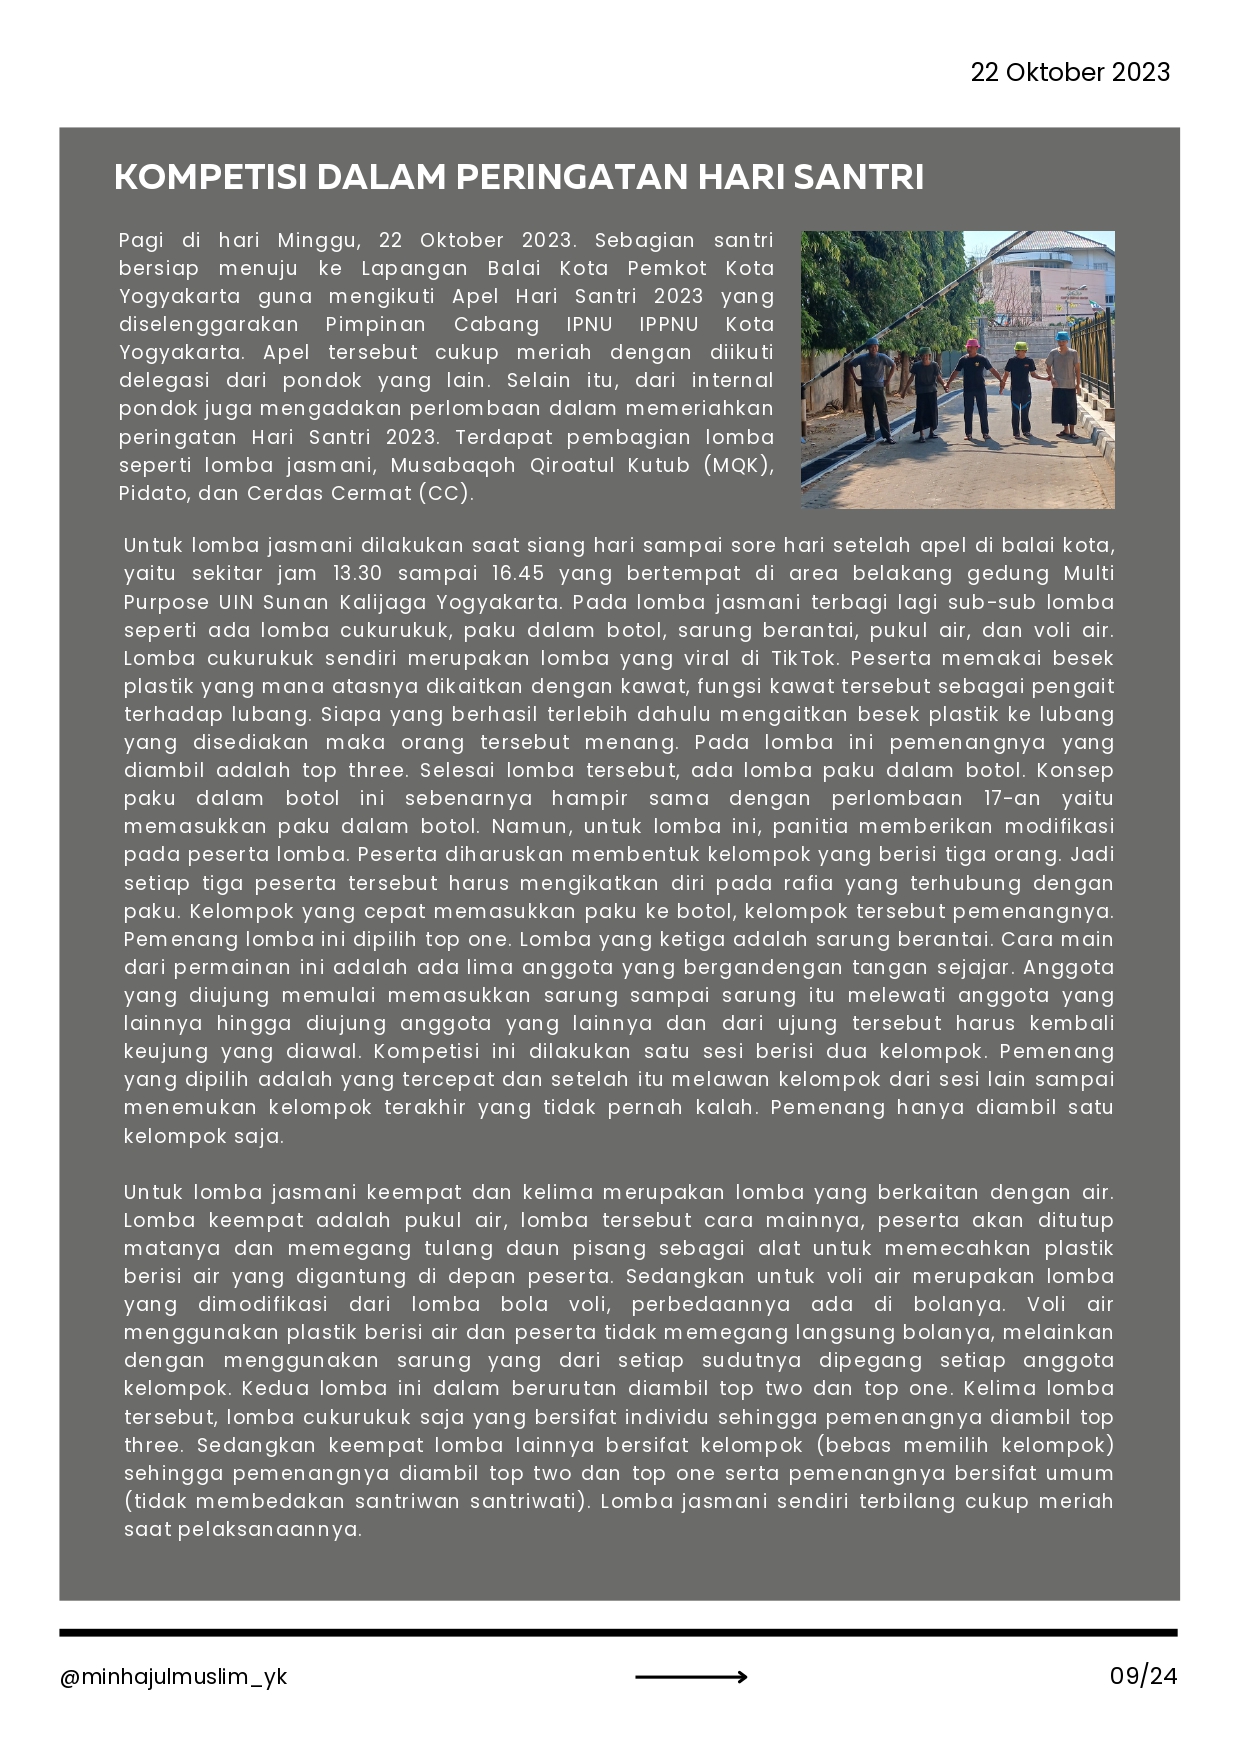 22 Oktober 2023
KOMPETISI DALAM PERINGATAN HARI SANTRI
Pagi di hari Minggu, 22 Oktober 2023. Sebagian santri
bersiap menuju ke Lapangan Balai Kota Pemkot Kota
Yogyakarta guna mengikuti Apel Hari Santri 2023 yang
diselenggarakan Pimpinan Cabang IPNU IPPNU Kota
Yogyakarta. Apel tersebut cukup meriah dengan diikuti
delegasi dari pondok yang lain. Selain itu, dari internal
pondok juga mengadakan perlombaan dalam memeriahkan
peringatan Hari Santri 2023. Terdapat pembagian lomba
seperti lomba jasmani, Musabaqoh Qiroatul Kutub (MQK),
Pidato, dan Cerdas Cermat (CC).
Untuk lomba jasmani dilakukan saat siang hari sampai sore hari setelah apel di balai kota,
yaitu sekitar jam 13.30 sampai 16.45 yang bertempat di area belakang gedung Multi
Purpose UIN Sunan Kalijaga Yogyakarta. Pada lomba jasmani terbagi lagi sub-sub lomba
seperti ada lomba cukurukuk, paku dalam botol, sarung berantai, pukul air, dan voli air.
Lomba cukurukuk sendiri merupakan lomba yang viral di TikTok. Peserta memakai besek
plastik yang mana atasnya dikaitkan dengan kawat, fungsi kawat tersebut sebagai pengait
terhadap lubang. Siapa yang berhasil terlebih dahulu mengaitkan besek plastik ke lubang
yang disediakan maka orang tersebut menang. Pada lomba ini pemenangnya yang
diambil adalah top three. Selesai lomba tersebut, ada lomba paku dalam botol. Konsep
paku dalam botol ini sebenarnya hampir sama dengan perlombaan 17-an yaitu
memasukkan paku dalam botol. Namun, untuk lomba ini, panitia memberikan modifikasi
pada peserta lomba. Peserta diharuskan membentuk kelompok yang berisi tiga orang. Jadi
setiap tiga peserta tersebut harus mengikatkan diri pada rafia yang terhubung dengan
paku. Kelompok yang cepat memasukkan paku ke botol, kelompok tersebut pemenangnya.
Pemenang lomba ini dipilih top one. Lomba yang ketiga adalah sarung berantai. Cara main
dari permainan ini adalah ada lima anggota yang bergandengan tangan sejajar. Anggota
yang diujung memulai memasukkan sarung sampai sarung itu melewati anggota yang
lainnya hingga diujung anggota yang lainnya dan dari ujung tersebut harus kembali
keujung yang diawal. Kompetisi ini dilakukan satu sesi berisi dua kelompok. Pemenang
yang dipilih adalah yang tercepat dan setelah itu melawan kelompok dari sesi lain sampai
menemukan kelompok terakhir yang tidak pernah kalah. Pemenang hanya diambil satu
kelompok saja.
Untuk lomba jasmani keempat dan kelima merupakan lomba yang berkaitan dengan air.
Lomba keempat adalah pukul air, lomba tersebut cara mainnya, peserta akan ditutup
matanya dan memegang tulang daun pisang sebagai alat untuk memecahkan plastik
berisi air yang digantung di depan peserta. Sedangkan untuk voli air merupakan lomba
yang dimodifikasi dari lomba bola voli, perbedaannya ada di bolanya. Voli air
menggunakan plastik berisi air dan peserta tidak memegang langsung bolanya, melainkan
dengan menggunakan sarung yang dari setiap sudutnya dipegang setiap anggota
kelompok. Kedua lomba ini dalam berurutan diambil top two dan top one. Kelima lomba
tersebut, lomba cukurukuk saja yang bersifat individu sehingga pemenangnya diambil top
three. Sedangkan keempat lomba lainnya bersifat kelompok (bebas memilih kelompok)
sehingga pemenangnya diambil top two dan top one serta pemenangnya bersifat umum
(tidak membedakan santriwan santriwati). Lomba jasmani sendiri terbilang cukup meriah
saat pelaksanaannya.
@minhajulmuslim_yk
09/24